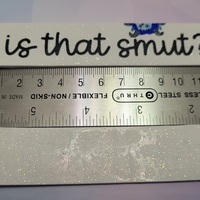 is that smut?
1 2 3 4 5 6 7 8 9 10 11
MADE IN FLEXIBLE/NON-SKID C-THRU LESS STEEL
5 4 3 2